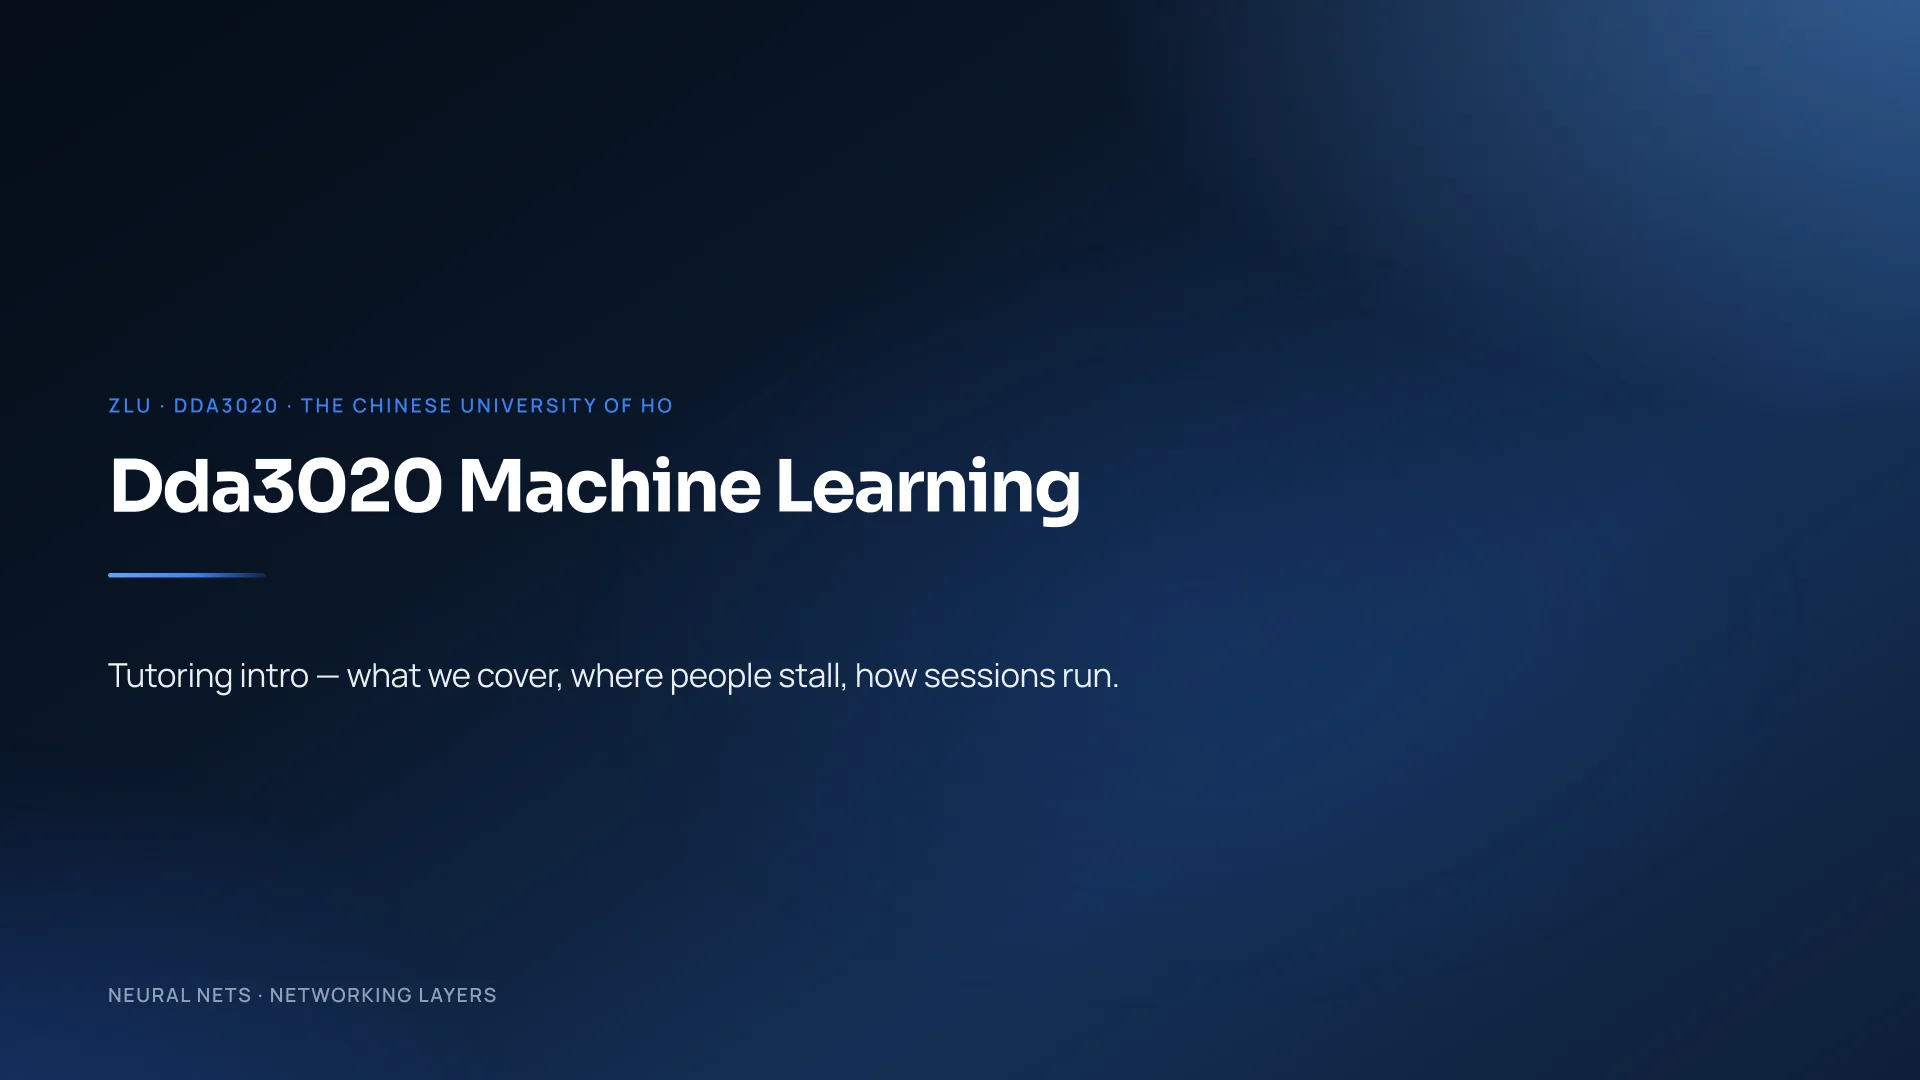 ZLU · DDA3020 · THE CHINESE UNIVERSITY OF HO
Dda3020 Machine Learning
Tutoring intro — what we cover, where people stall, how sessions run.
NEURAL NETS · NETWORKING LAYERS